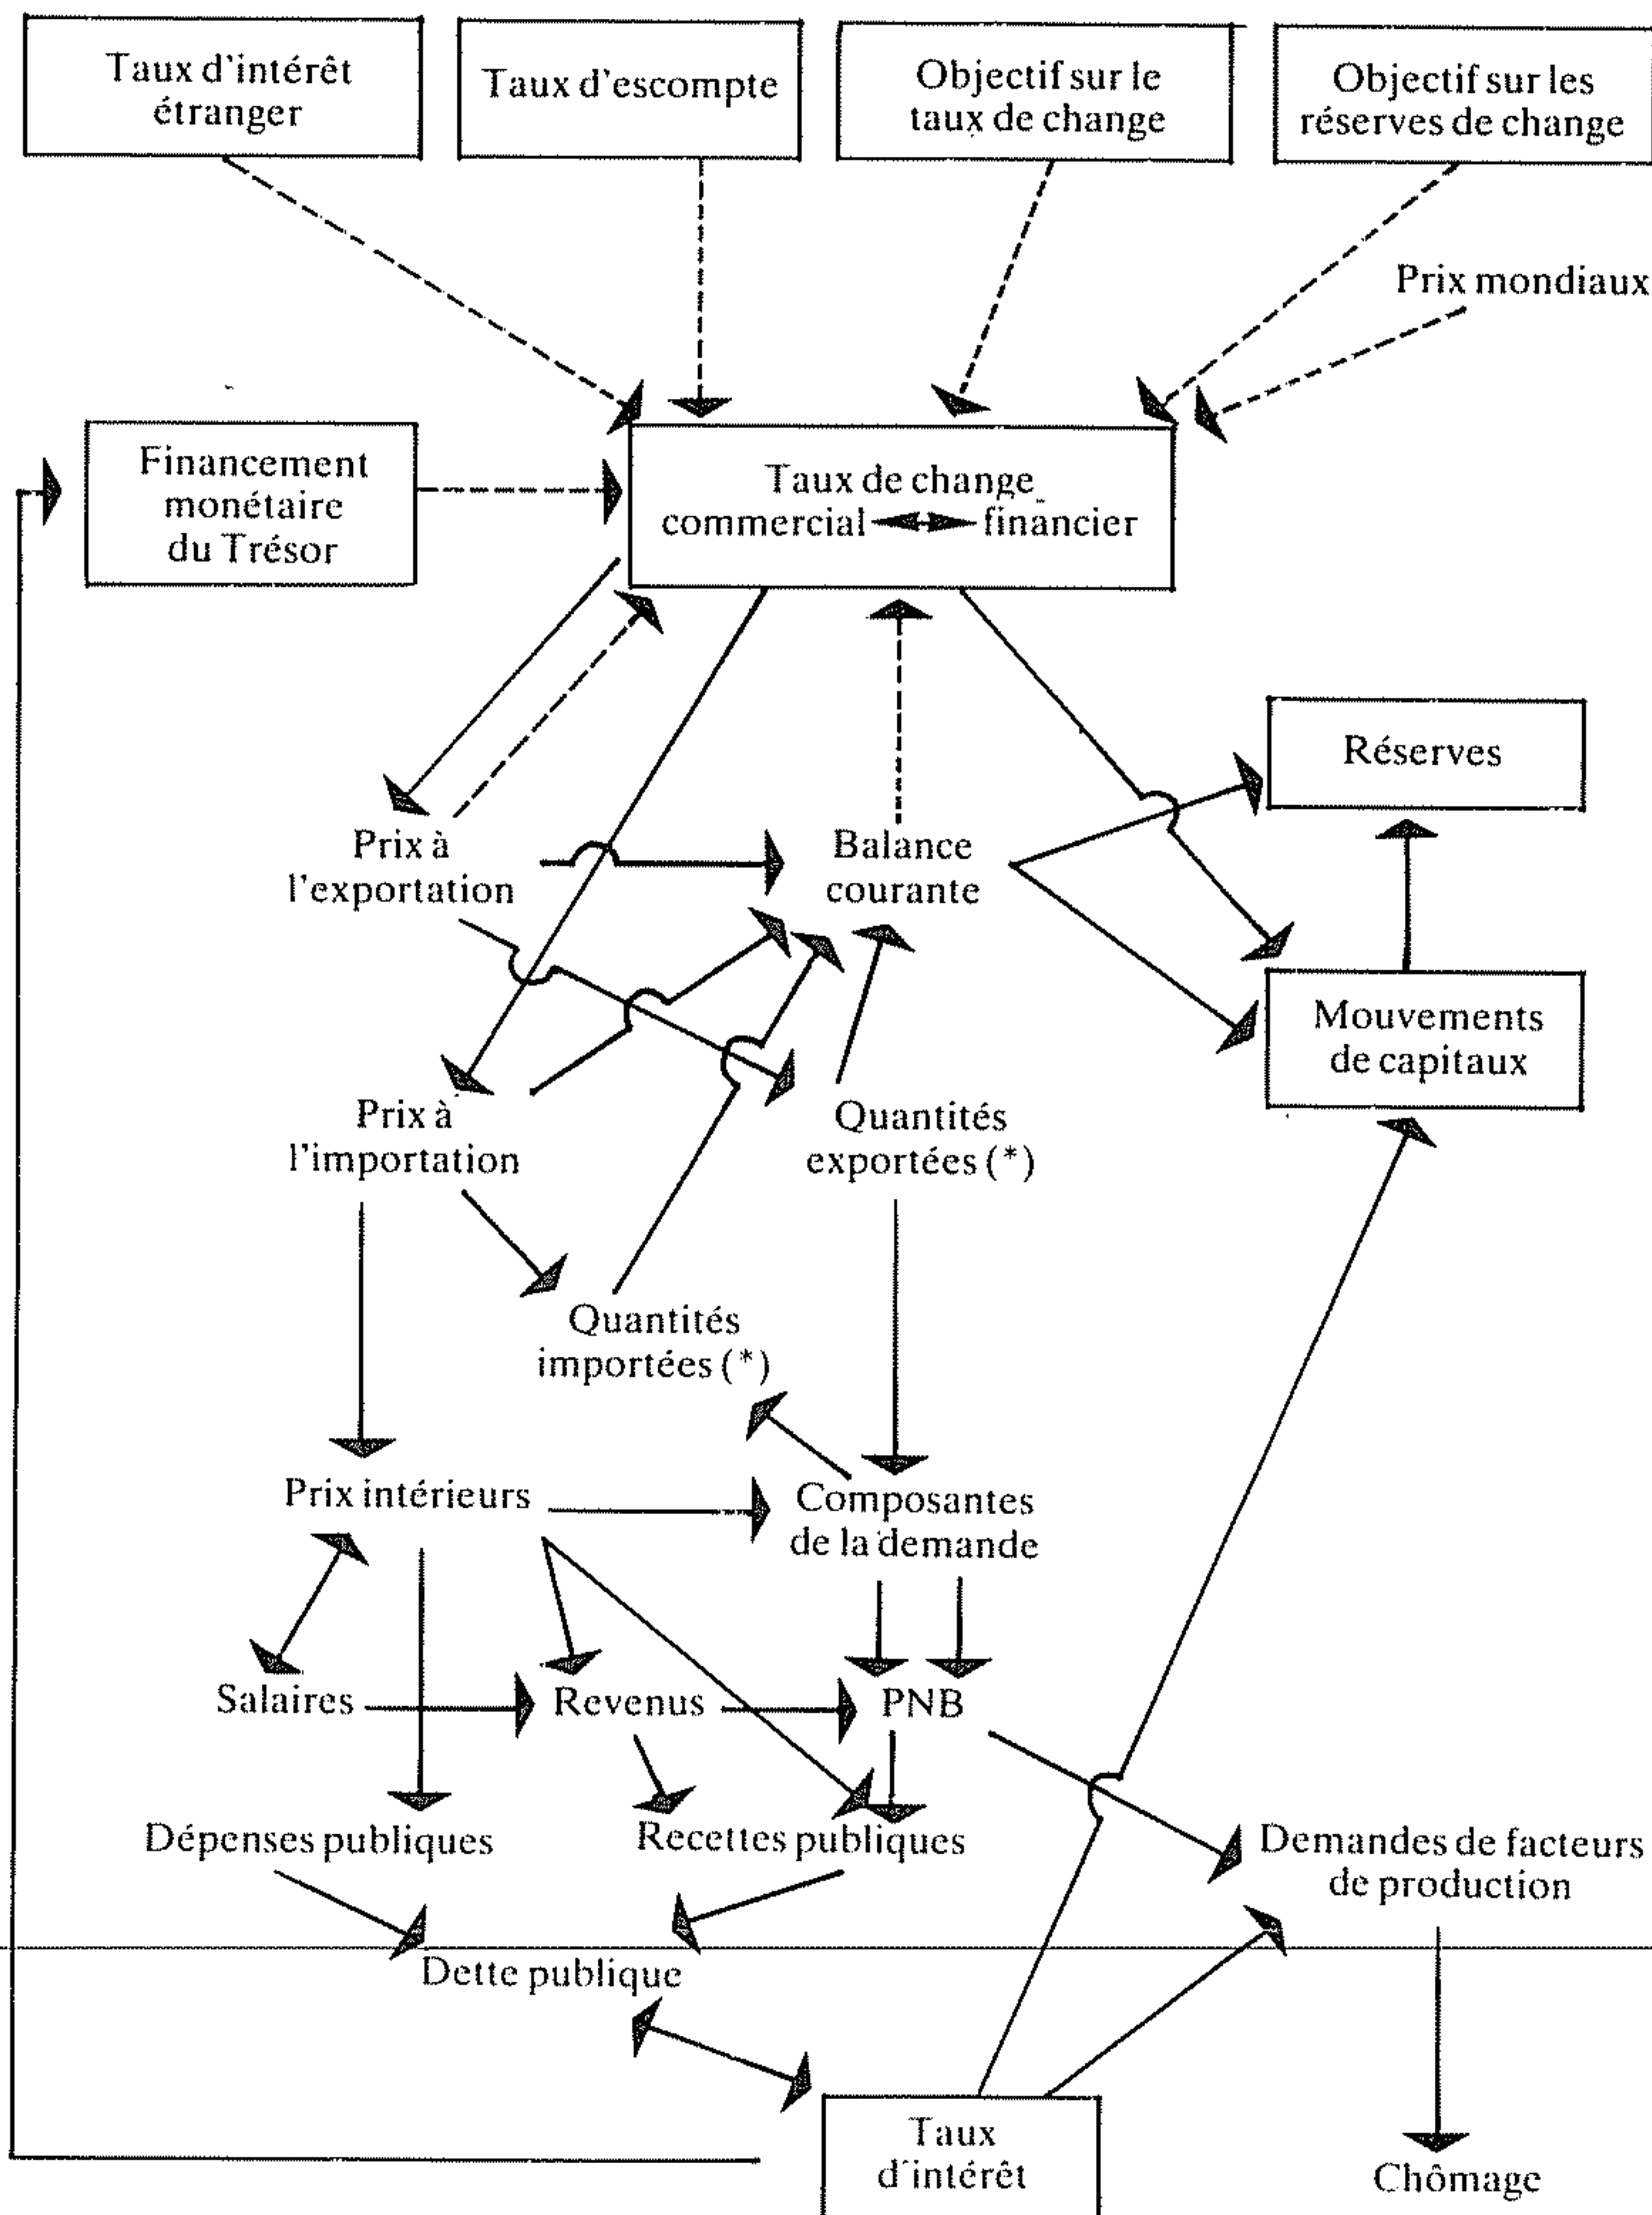 Taux d'intérêt
étranger
Taux d'escompte
Objectif sur le
taux de change
Objectif sur les
réserves de change
Prix mondiaux
Financement
monétaire
du Trésor
Taux de change
commercial financier
Réserves
Prix à
l'exportation
Balance
courante
Mouvements
de capitaux
Prix à
l'importation
Quantités
exportées (*)
Quantités
importées (*)
Prix intérieurs
Composantes
de la demande
Salaires
Revenus
PNB
Dépenses publiques
Recettes publiques
Demandes de facteurs
de production
Dette publique
Taux
d'intérêt
Chômage